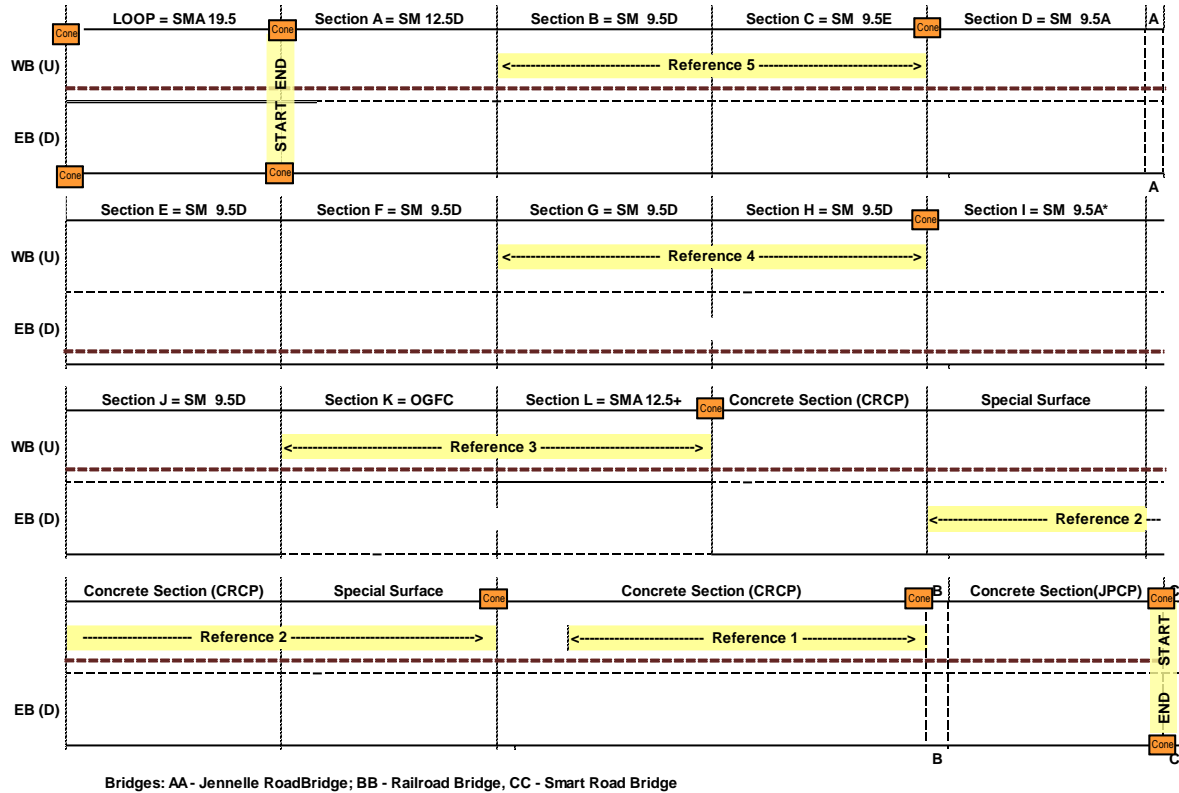 LOOP = SMA 19.5 Section A = SM 12.5D Section B = SM 9.5D Section C = SM 9.5E Section D = SM 9.5A A
Cone Cone Cone
WB (U) <---------------------------- Reference 5 ---------------------------->
START END
EB (D)
Cone Cone
A
Section E = SM 9.5D Section F = SM 9.5D Section G = SM 9.5D Section H = SM 9.5D Section I = SM 9.5A*
Cone
WB (U) <---------------------------- Reference 4 ---------------------------->
EB (D)
Section J = SM 9.5D Section K = OGFC Section L = SMA 12.5+ Concrete Section (CRCP) Special Surface
Cone
WB (U) <---------------------------- Reference 3 ---------------------------->
EB (D) <---------------------- Reference 2 ---
Concrete Section (CRCP) Special Surface Concrete Section (CRCP) B Concrete Section(JPCP) C
Cone Cone Cone
-------------------- Reference 2 ----------------------------------> <-------------------- Reference 1 -------------------->
END START
EB (D)
Cone
B C
Bridges: AA - Jennelle RoadBridge; BB - Railroad Bridge, CC - Smart Road Bridge